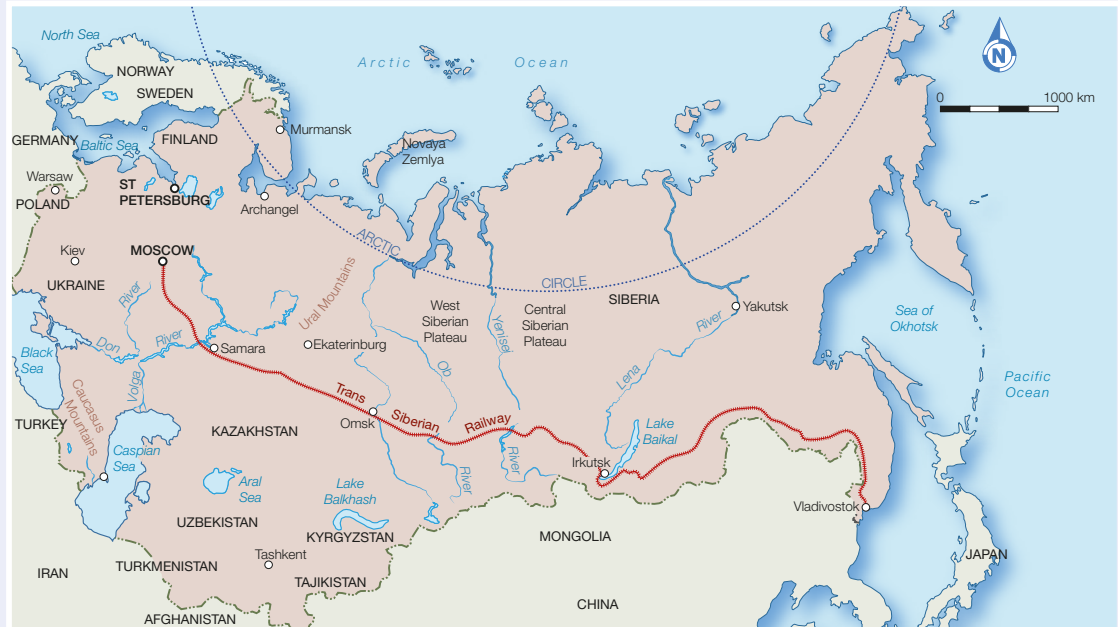 North Sea
Arctic Ocean
N
NORWAY
SWEDEN
0 1000 km
Murmansk
GERMANY
Baltic Sea
FINLAND
Novaya
Zemlya
Warsaw
POLAND
ST
PETERSBURG
Archangel
Kiev
MOSCOW
ARCTIC CIRCLE
UKRAINE
River
Ural Mountains
West
Siberian
Plateau
Central
Siberian
Plateau
SIBERIA
Yakutsk
Sea of
Okhotsk
Don River
Samara
Ekaterinburg
Yenisei
River
Lena
Black
Sea
Volga
Ob
Pacific
Ocean
Caucasus
Mountains
TURKEY
Trans Siberian Railway
Omsk
KAZAKHSTAN
Lake
Baikal
Caspian
Sea
Irkutsk
River
River
Aral
Sea
Lake
Balkhash
Vladivostok
UZBEKISTAN
KYRGYZSTAN
MONGOLIA
Tashkent
JAPAN
IRAN
TURKMENISTAN
TAJIKISTAN
CHINA
AFGHANISTAN